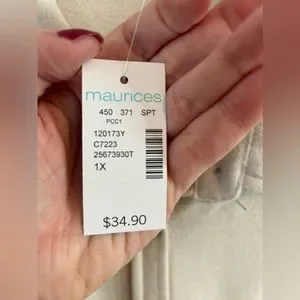 maurices
450 371 SPT
PCC1
120173Y
C7223
25673930T
1X
$34.90